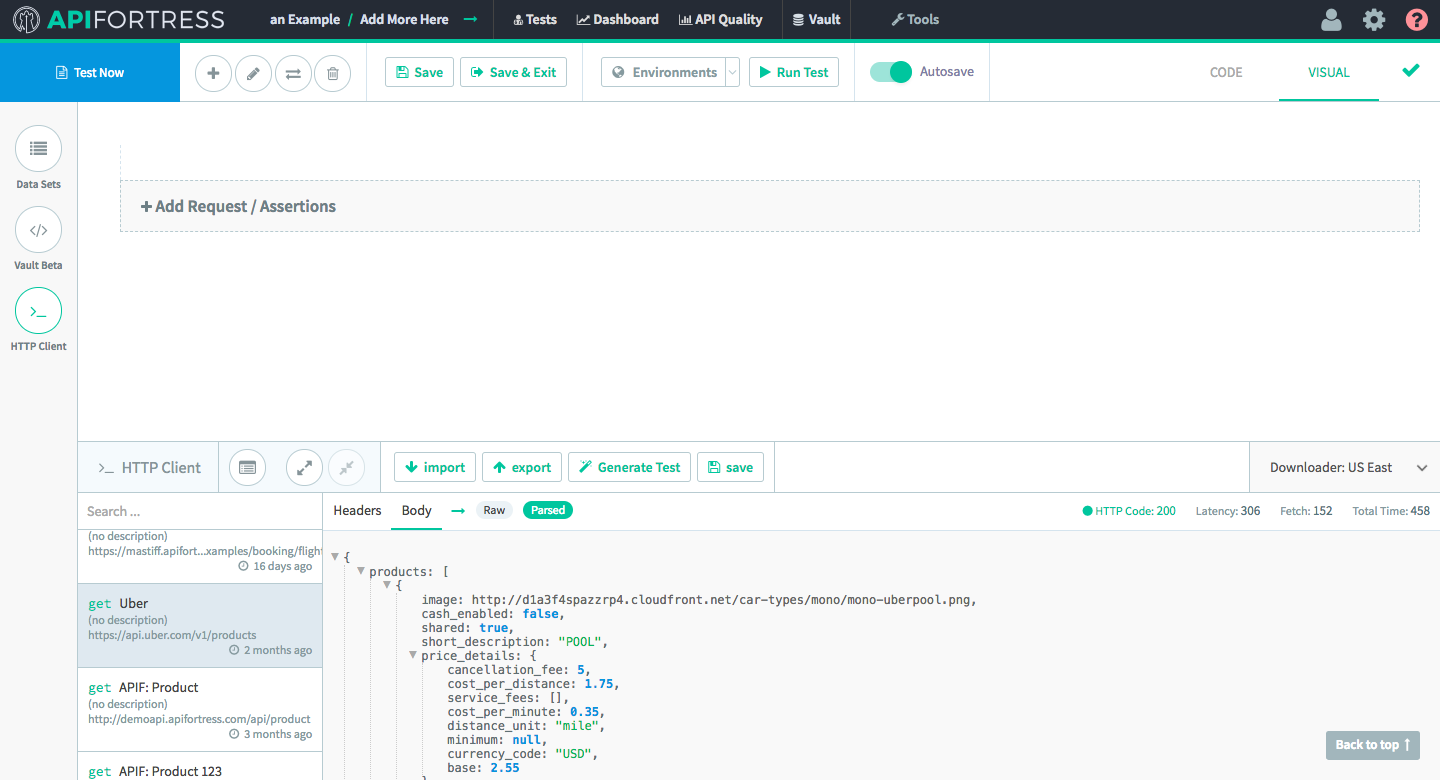 APIFORTRESS an Example / Add More Here → Tests Dashboard API Quality Vault Tools ?
Test Now Save Save & Exit Environments Run Test Autosave CODE VISUAL
Data Sets
Vault Beta
HTTP Client
+ Add Request / Assertions
>_ HTTP Client import export Generate Test save Downloader: US East
Search ...
(no description)
https://mastiff.apifort...xamples/booking/flight
16 days ago
get Uber
(no description)
https://api.uber.com/v1/products
2 months ago
get APIF: Product
(no description)
http://demoapi.apifortress.com/api/product
3 months ago
get APIF: Product 123
Headers Body → Raw Parsed HTTP Code: 200 Latency: 306 Fetch: 152 Total Time: 458
{
products: [
{
image: http://d1a3f4spazzrp4.cloudfront.net/car-types/mono/mono-uberpool.png,
cash_enabled: false,
shared: true,
short_description: "POOL",
price_details: {
cancellation_fee: 5,
cost_per_distance: 1.75,
service_fees: [],
cost_per_minute: 0.35,
distance_unit: "mile",
minimum: null,
currency_code: "USD",
base: 2.55
Back to top ↑